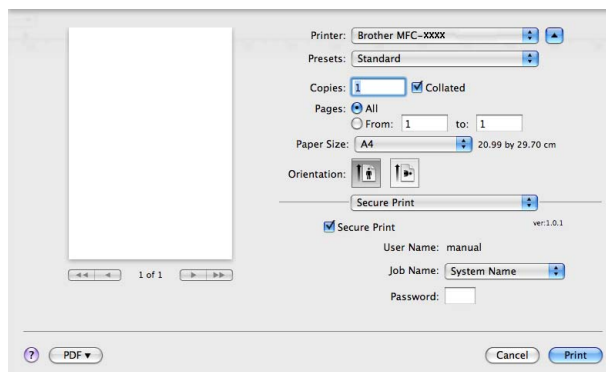 Printer: Brother MFC-XXXX
Presets: Standard
Copies: 1 Collated
Pages: All
From: 1 to: 1
Paper Size: A4 20.99 by 29.70 cm
Orientation:
Secure Print
Secure Print ver:1.0.1
User Name: manual
Job Name: System Name
Password:
1 of 1
? PDF Cancel Print